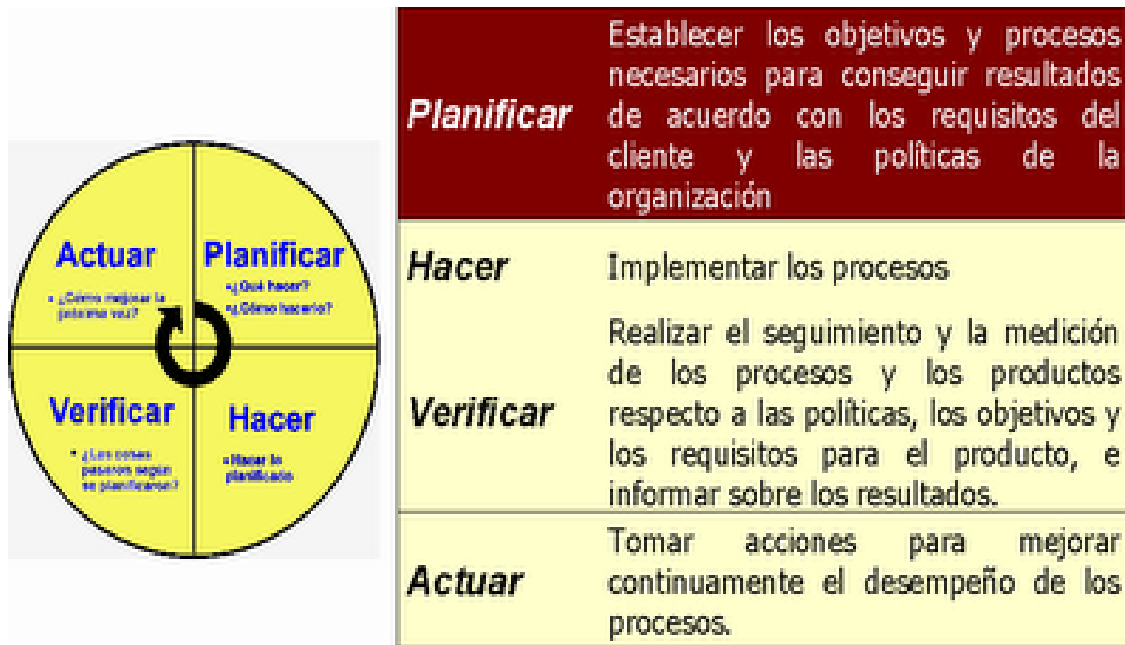 Actuar
• ¿Cómo mejorar la
próxima vez?
Planificar
•¿Qué hacer?
•¿Cómo hacerlo?
Verificar
• ¿Las cosas
pasaron según
se planificaron?
Hacer
• Hacer lo
planificado
Planificar
Establecer los objetivos y procesos
necesarios para conseguir resultados
de acuerdo con los requisitos del
cliente y las políticas de la
organización
Hacer
Implementar los procesos
Verificar
Realizar el seguimiento y la medición
de los procesos y los productos
respecto a las políticas, los objetivos y
los requisitos para el producto, e
informar sobre los resultados.
Actuar
Tomar acciones para mejorar
continuamente el desempeño de los
procesos.